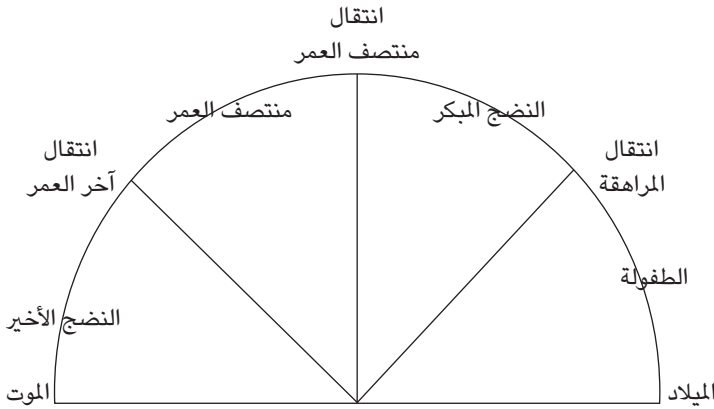 انتقال
منتصف العمر
منتصف العمر
النضج المبكر
انتقال
المراهقة
انتقال
آخر العمر
الطفولة
النضج الأخير
الميلاد
الموت